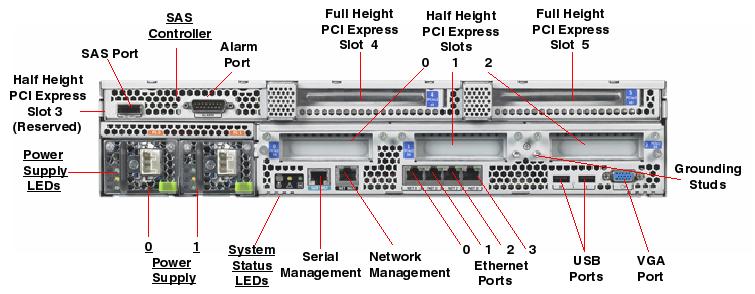 SAS
Controller
SAS Port
Alarm
Port
Full Height
PCI Express
Slot 4
Half Height
PCI Express
Slots
0 1 2
Full Height
PCI Express
Slot 5
Half Height
PCI Express
Slot 3
(Reserved)
Power
Supply
LEDs
Grounding
Studs
0 1
Power
Supply
System
Status
LEDs
Serial
Management
Network
Management
0 1 2 3
Ethernet
Ports
USB
Ports
VGA
Port